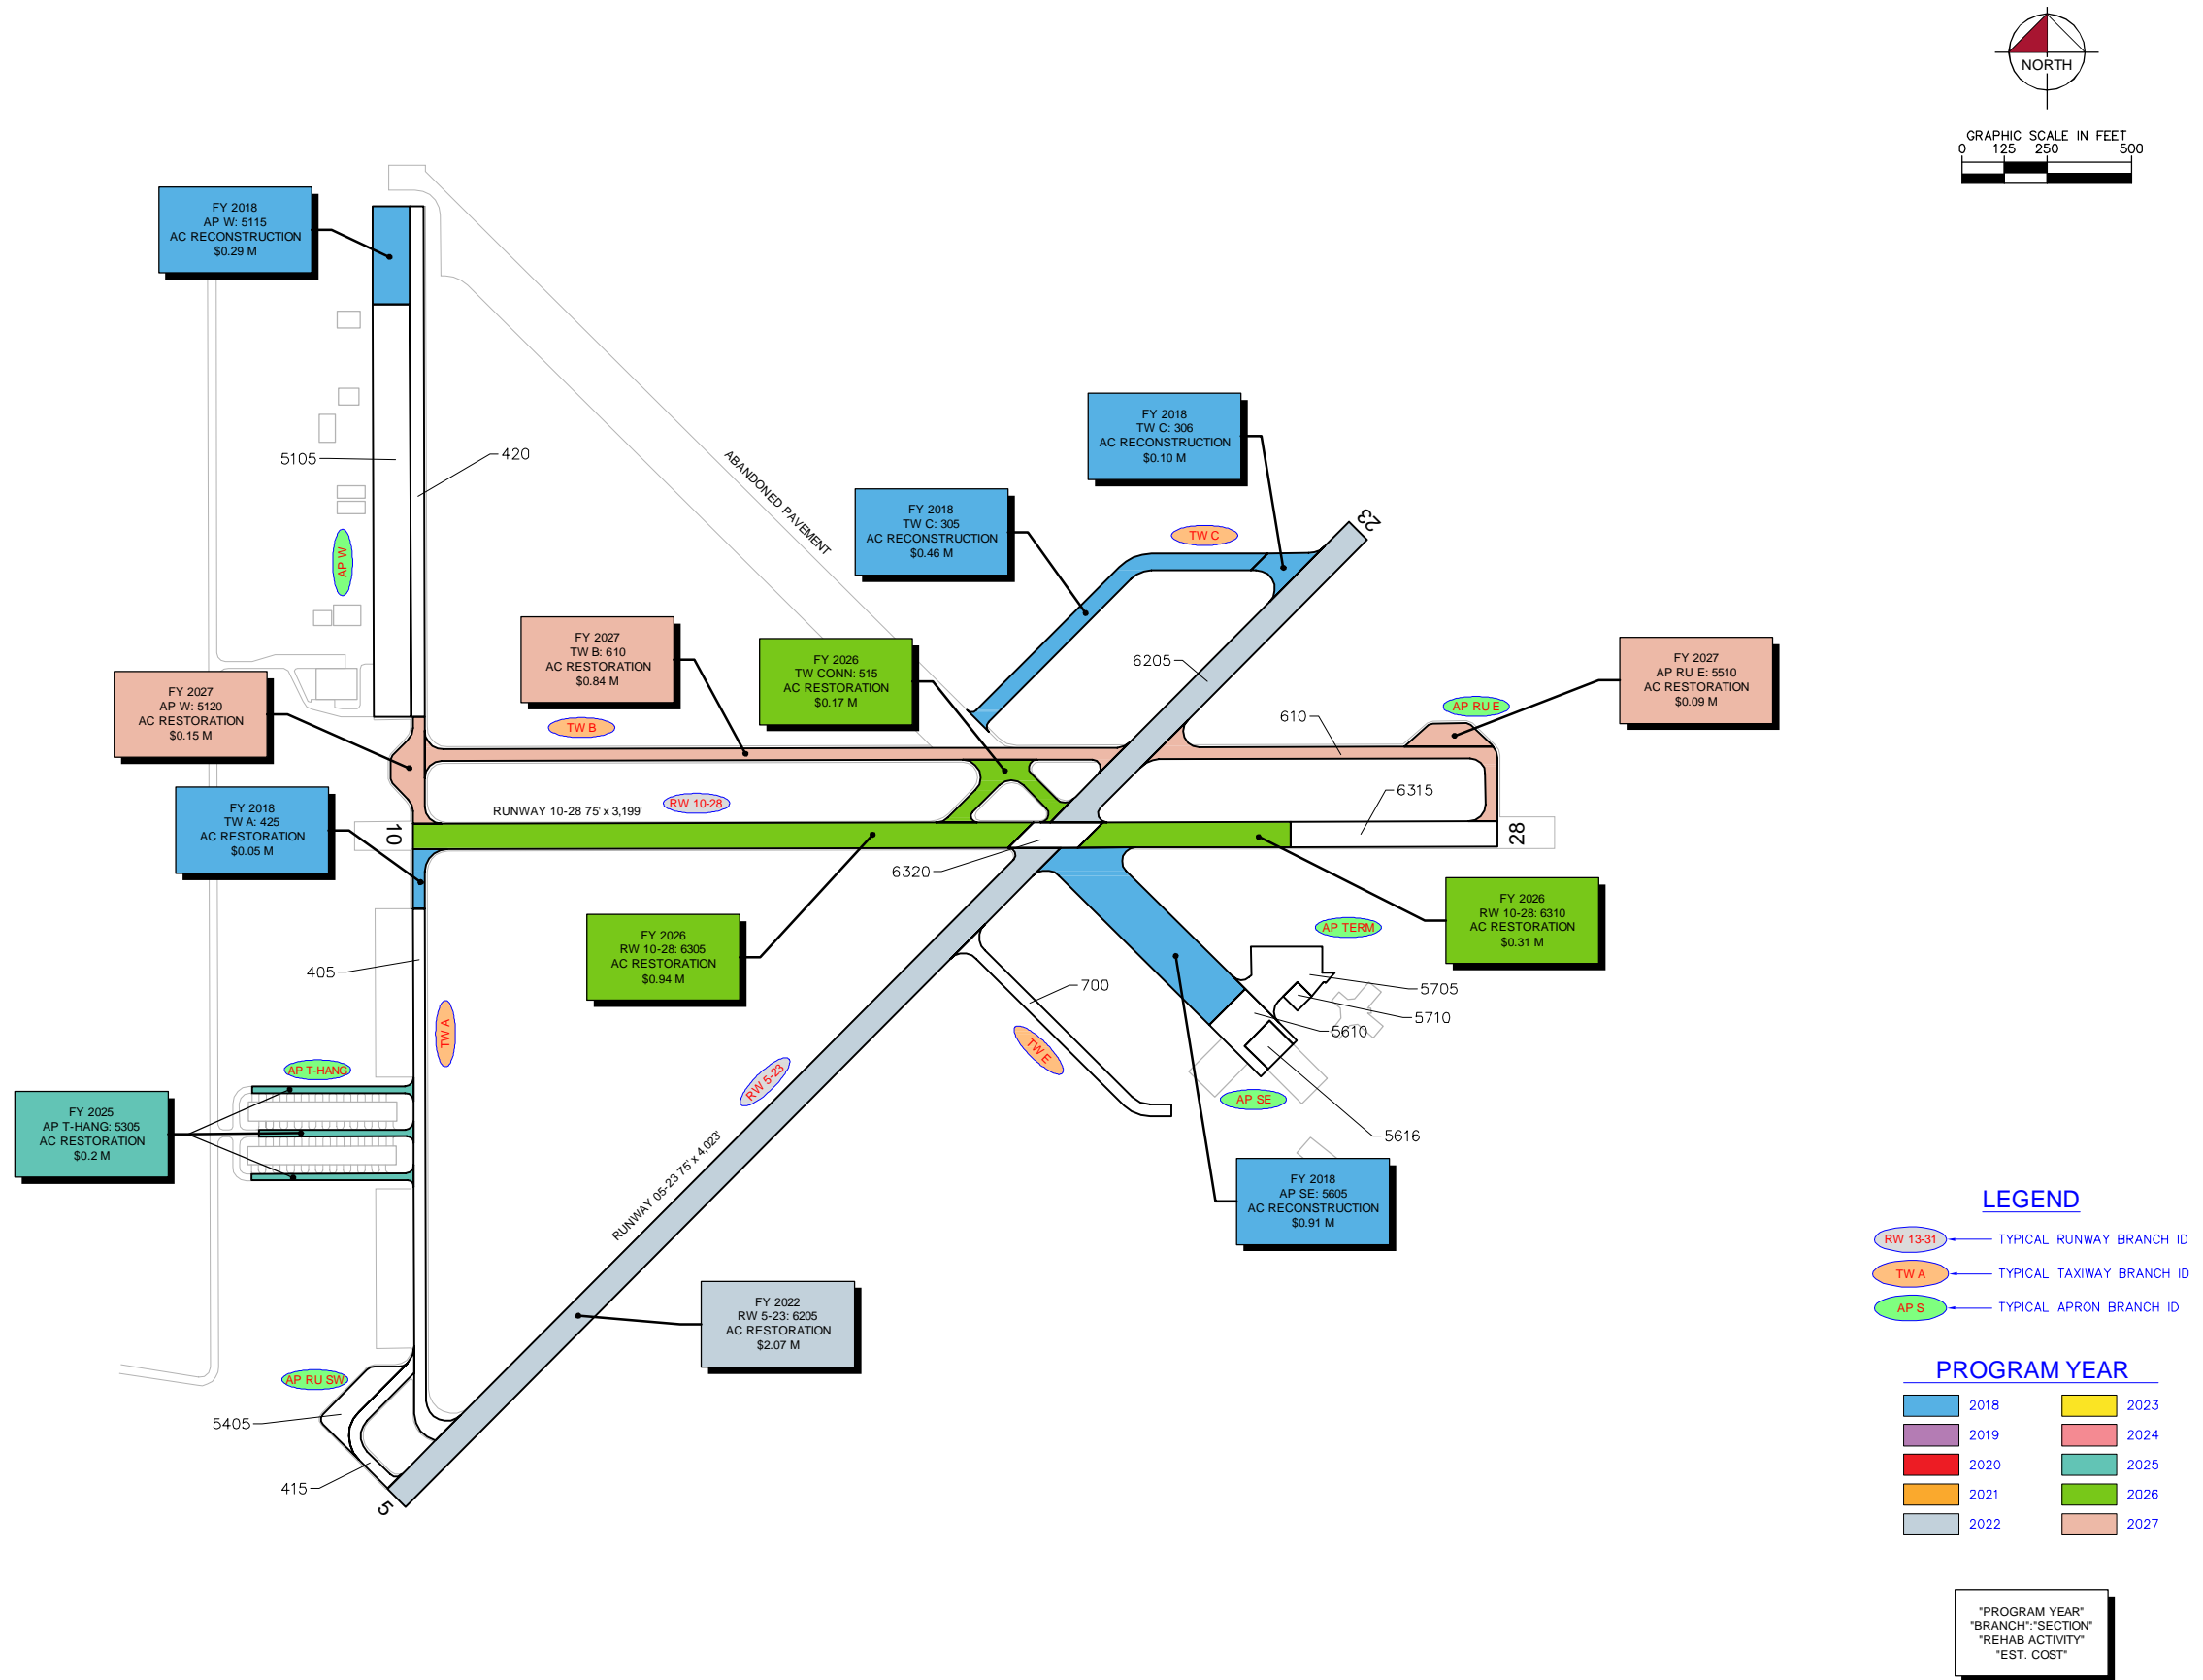 NORTH
GRAPHIC SCALE IN FEET
0 125 250 500
FY 2018
AP W: 5115
AC RECONSTRUCTION
$0.29 M
5105
420
AP W
ABANDONED PAVEMENT
FY 2018
TW C: 306
AC RECONSTRUCTION
$0.10 M
FY 2018
TW C: 305
AC RECONSTRUCTION
$0.46 M
TW C
23
FY 2027
TW B: 610
AC RESTORATION
$0.84 M
FY 2026
TW CONN: 515
AC RESTORATION
$0.17 M
6205
FY 2027
AP RU E: 5510
AC RESTORATION
$0.09 M
FY 2027
AP W: 5120
AC RESTORATION
$0.15 M
TW B
610
AP RU E
FY 2018
TW A: 425
AC RESTORATION
$0.05 M
RUNWAY 10-28 75' x 3,199'
RW 10-28
6315
10
28
6320
FY 2026
RW 10-28: 6305
AC RESTORATION
$0.94 M
FY 2026
RW 10-28: 6310
AC RESTORATION
$0.31 M
AP TERM
405
700
5705
5710
5610
TW A
TW E
AP T-HANG
RW 5-23
AP SE
FY 2025
AP T-HANG: 5305
AC RESTORATION
$0.2 M
5616
RUNWAY 05-23 75' x 4,023'
FY 2018
AP SE: 5605
AC RECONSTRUCTION
$0.91 M
FY 2022
RW 5-23: 6205
AC RESTORATION
$2.07 M
AP RU SW
5405
415
5
LEGEND
RW 13-31 TYPICAL RUNWAY BRANCH ID
TW A TYPICAL TAXIWAY BRANCH ID
AP S TYPICAL APRON BRANCH ID
PROGRAM YEAR
2018 2023
2019 2024
2020 2025
2021 2026
2022 2027
"PROGRAM YEAR"
"BRANCH":"SECTION"
"REHAB ACTIVITY"
"EST. COST"